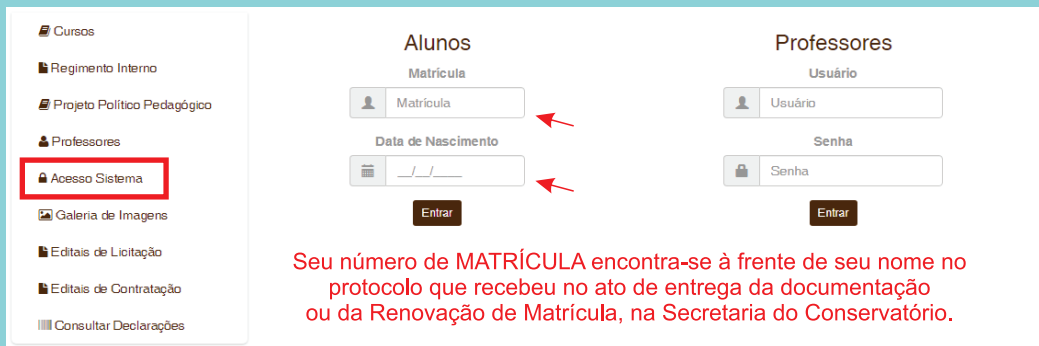 Cursos
Regimento Interno
Projeto Político Pedagógico
Professores
Acesso Sistema
Galeria de Imagens
Editais de Licitação
Editais de Contratação
Consultar Declarações
Alunos
Matrícula
Matrícula
Data de Nascimento
__/__/____
Entrar
Professores
Usuário
Usuário
Senha
Senha
Entrar
Seu número de MATRÍCULA encontra-se à frente de seu nome no
protocolo que recebeu no ato de entrega da documentação
ou da Renovação de Matrícula, na Secretaria do Conservatório.